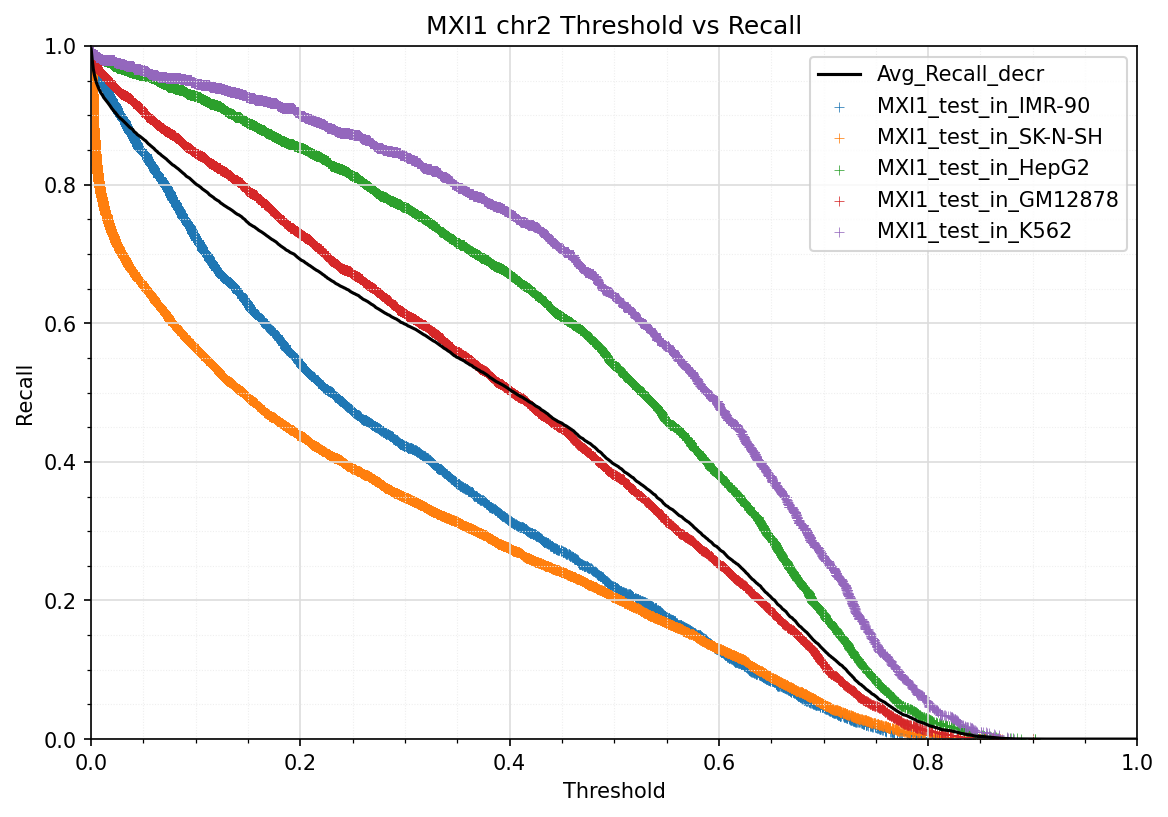 MXI1 chr2 Threshold vs Recall
Avg_Recall_decr
MXI1_test_in_IMR-90
MXI1_test_in_SK-N-SH
MXI1_test_in_HepG2
MXI1_test_in_GM12878
MXI1_test_in_K562
Recall
1.0
0.8
0.6
0.4
0.2
0.0
0.0 0.2 0.4 0.6 0.8 1.0
Threshold